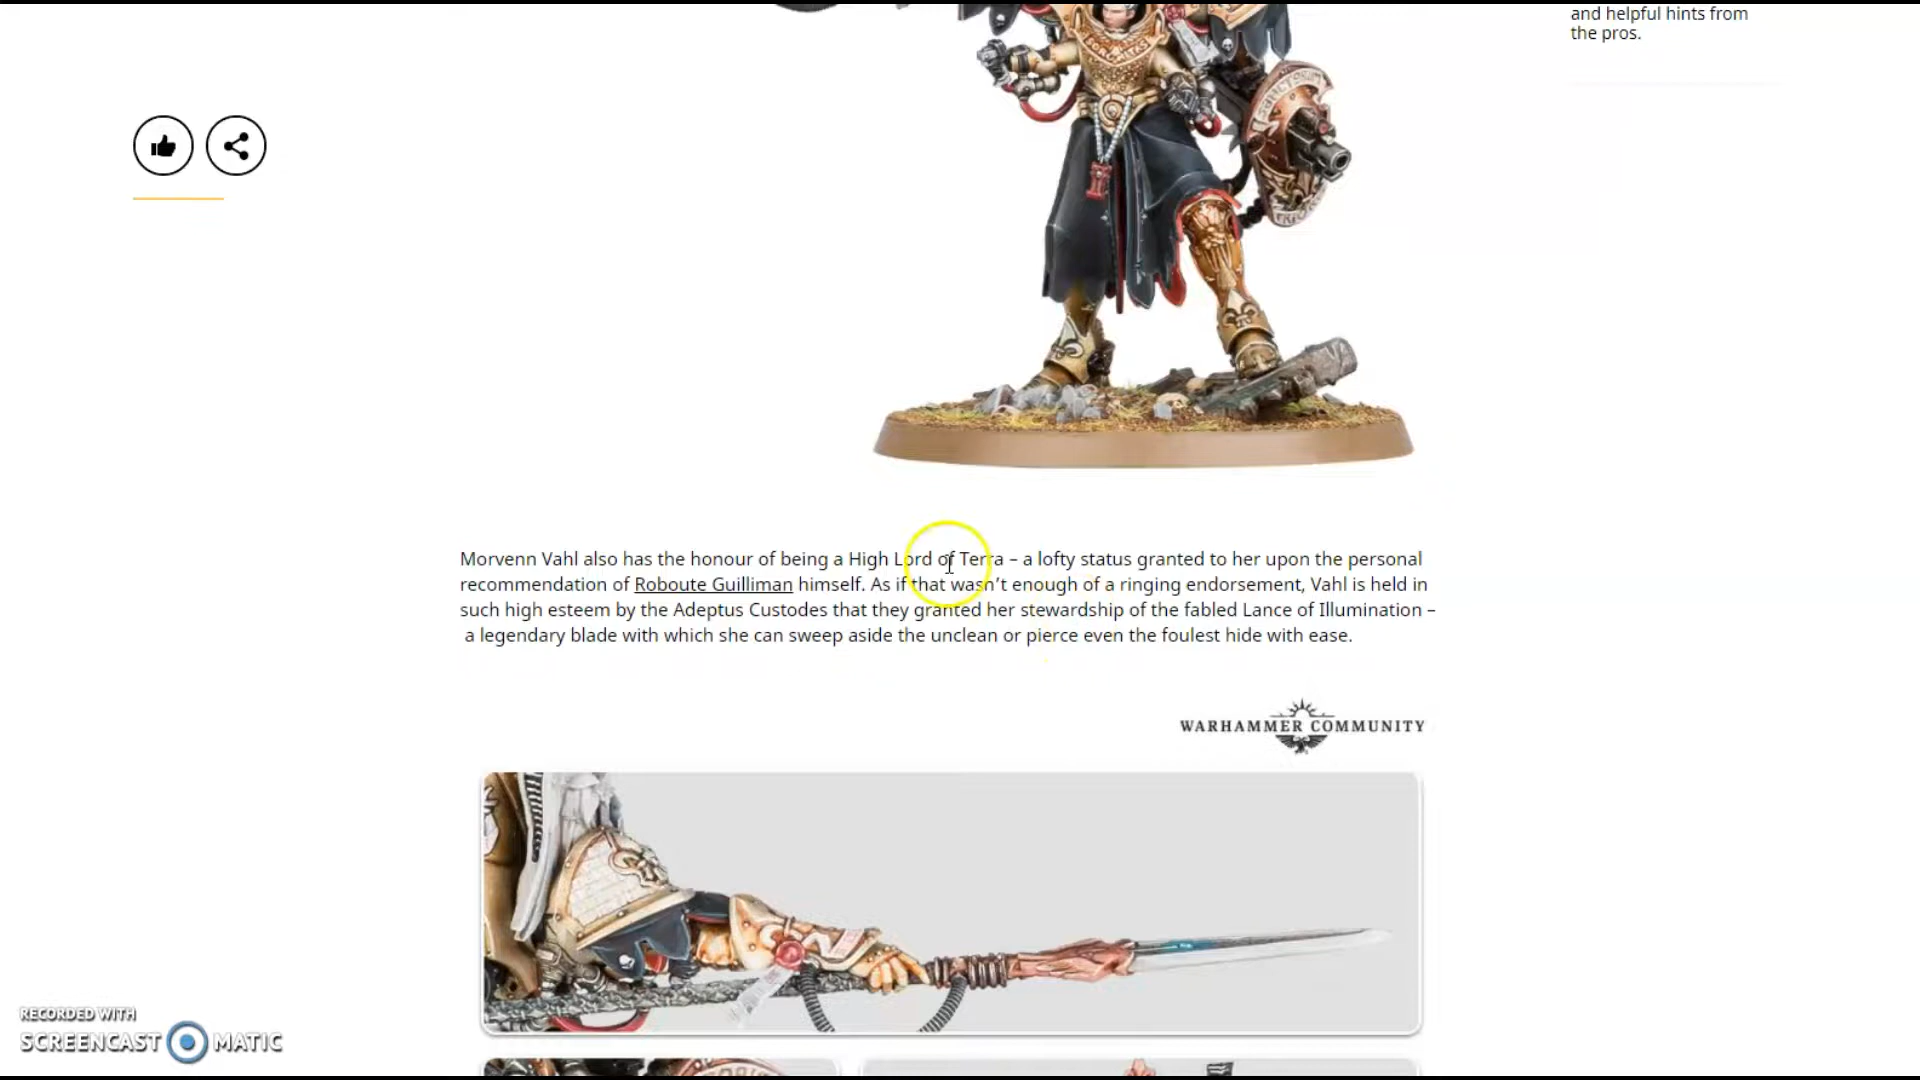 and helpful hints from
the pros.
Morvenn Vahl also has the honour of being a High Lord of Terra – a lofty status granted to her upon the personal
recommendation of Roboute Guilliman himself. As if that wasn’t enough of a ringing endorsement, Vahl is held in
such high esteem by the Adeptus Custodes that they granted her stewardship of the fabled Lance of Illumination –
a legendary blade with which she can sweep aside the unclean or pierce even the foulest hide with ease.
WARHAMMER COMMUNITY
RECORDED WITH
SCREENCAST MATIC